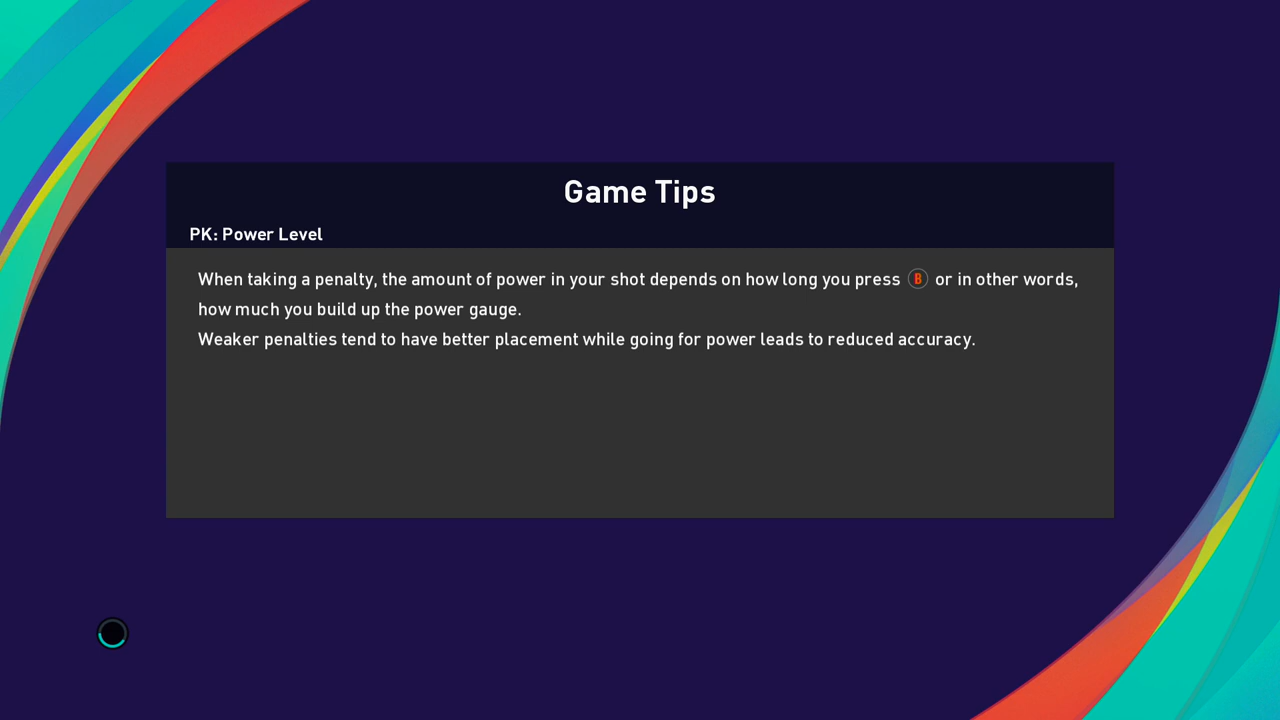 Game Tips
PK: Power Level
When taking a penalty, the amount of power in your shot depends on how long you press B or in other words,
how much you build up the power gauge.
Weaker penalties tend to have better placement while going for power leads to reduced accuracy.